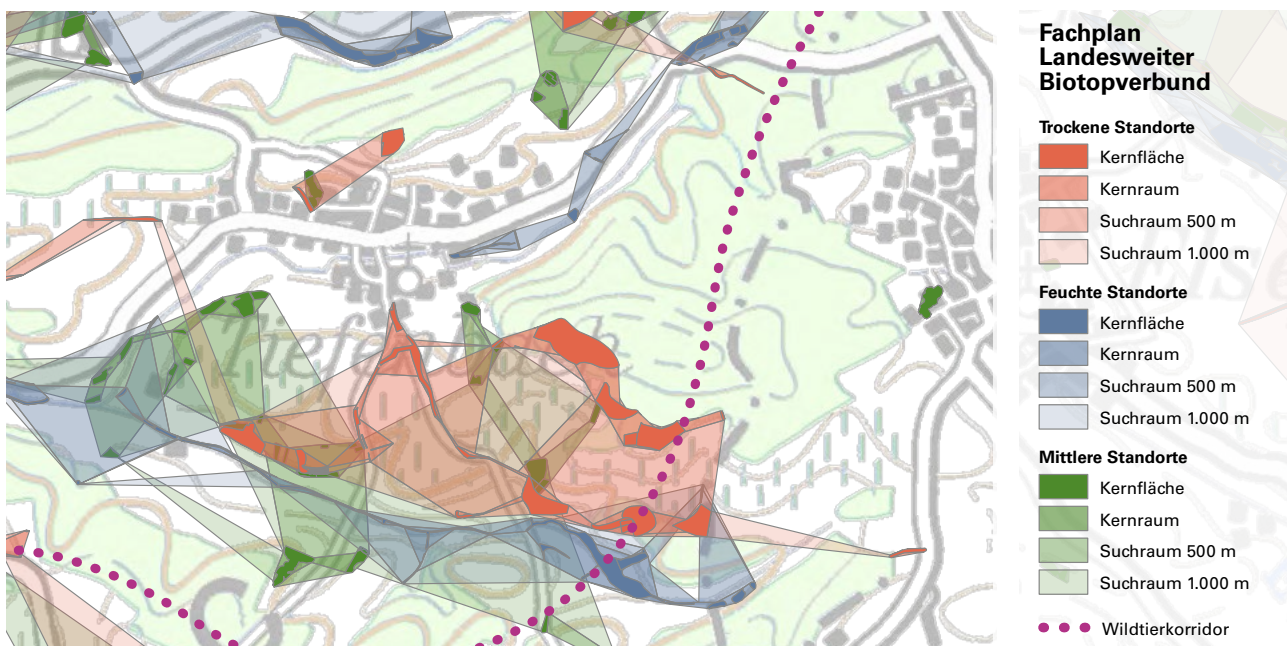 Fachplan
Landesweiter
Biotopverbund
Trockene Standorte
Kernfläche
Kernraum
Suchraum 500 m
Suchraum 1.000 m
Feuchte Standorte
Kernfläche
Kernraum
Suchraum 500 m
Suchraum 1.000 m
Mittlere Standorte
Kernfläche
Kernraum
Suchraum 500 m
Suchraum 1.000 m
Wildtierkorridor